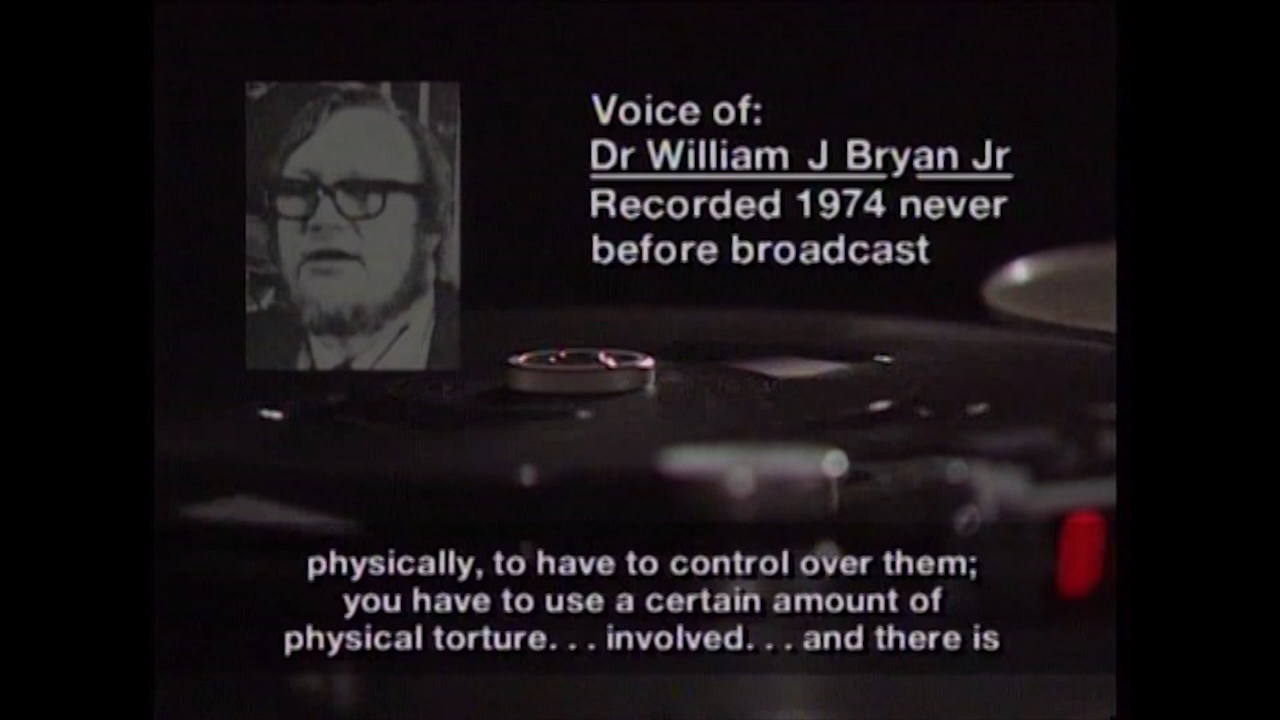 Voice of:
Dr William J Bryan Jr
Recorded 1974 never
before broadcast
physically, to have to control over them;
you have to use a certain amount of
physical torture. . . involved. . . and there is